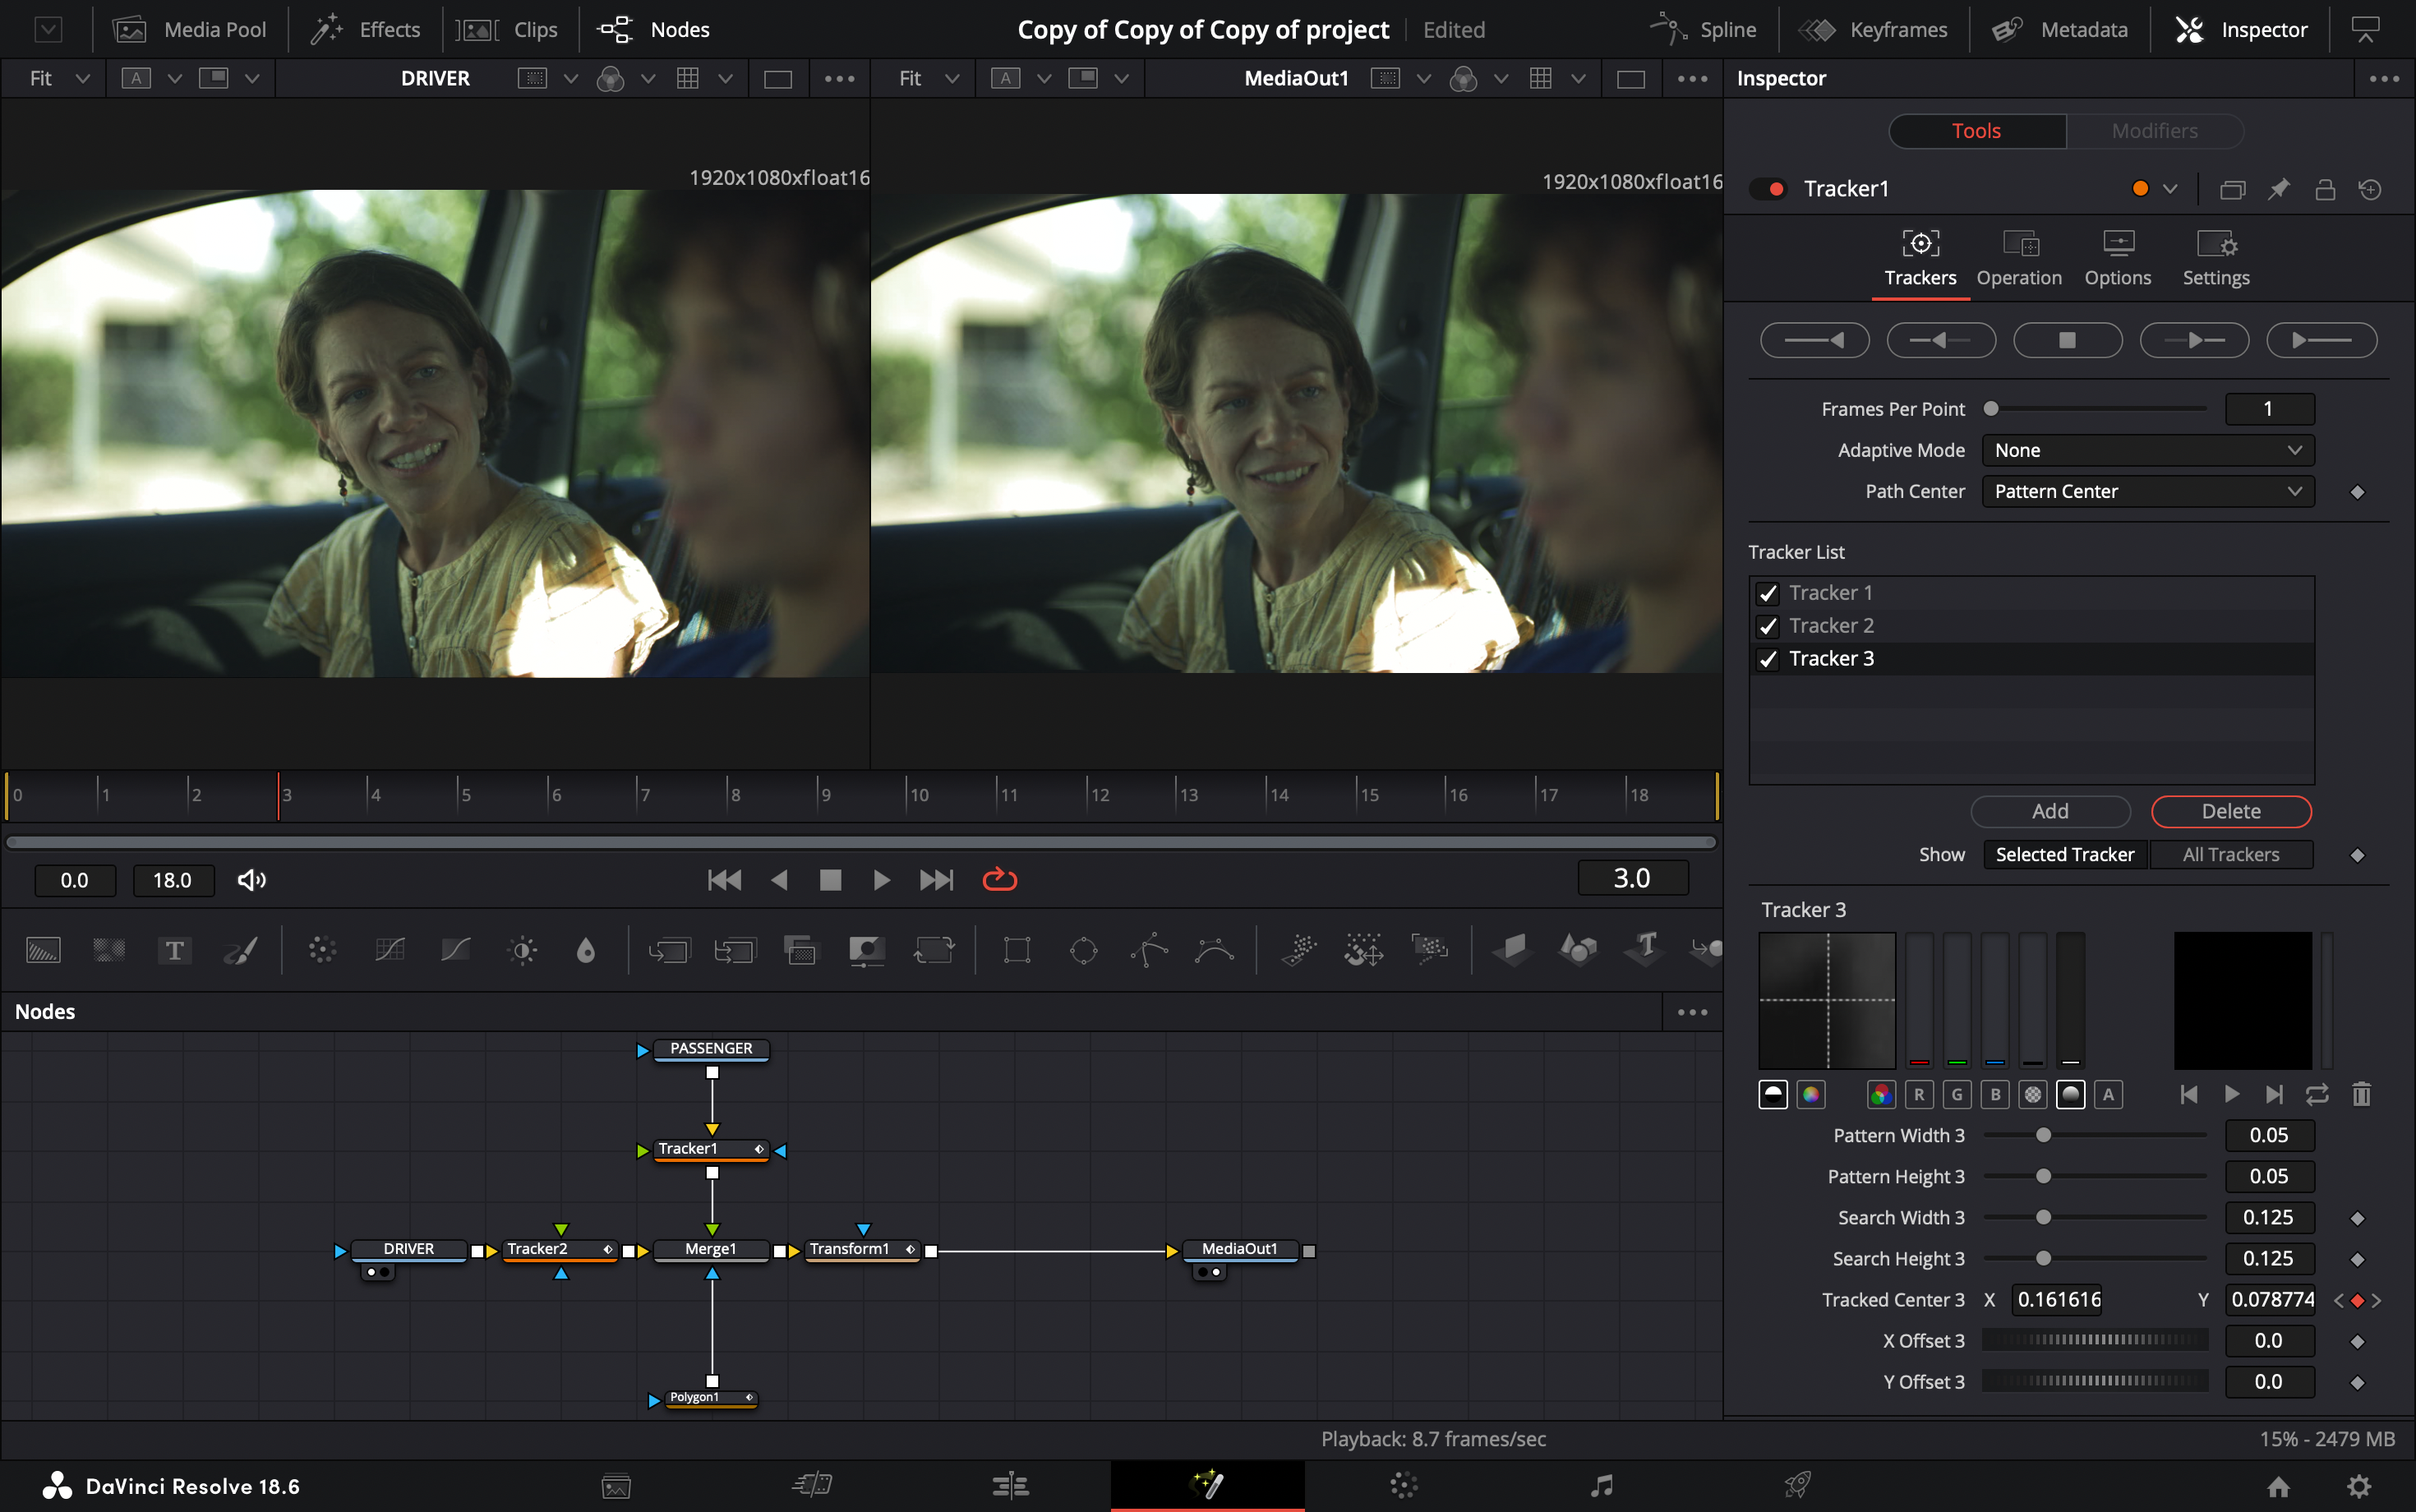 Media Pool Effects Clips Nodes Copy of Copy of Copy of project Edited Spline Keyframes Metadata Inspector
Fit A DRIVER Fit A MediaOut1 Inspector
Tools Modifiers
1920x1080xfloat16 1920x1080xfloat16
Tracker1
Trackers Operation Options Settings
Frames Per Point 1
Adaptive Mode None
Path Center Pattern Center
Tracker List
Tracker 1
Tracker 2
Tracker 3
0 1 2 3 4 5 6 7 8 9 10 11 12 13 14 15 16 17 18
Add Delete
Show Selected Tracker All Trackers
0.0 18.0 3.0
Tracker 3
T T
Nodes
PASSENGER
R G B A
Pattern Width 3 0.05
Tracker1
Pattern Height 3 0.05
Search Width 3 0.125
DRIVER Tracker2 Merge1 Transform1 MediaOut1
Search Height 3 0.125
Tracked Center 3 X 0.161616 Y 0.078774
X Offset 3 0.0
Y Offset 3 0.0
Polygon1
Playback: 8.7 frames/sec 15% - 2479 MB
DaVinci Resolve 18.6